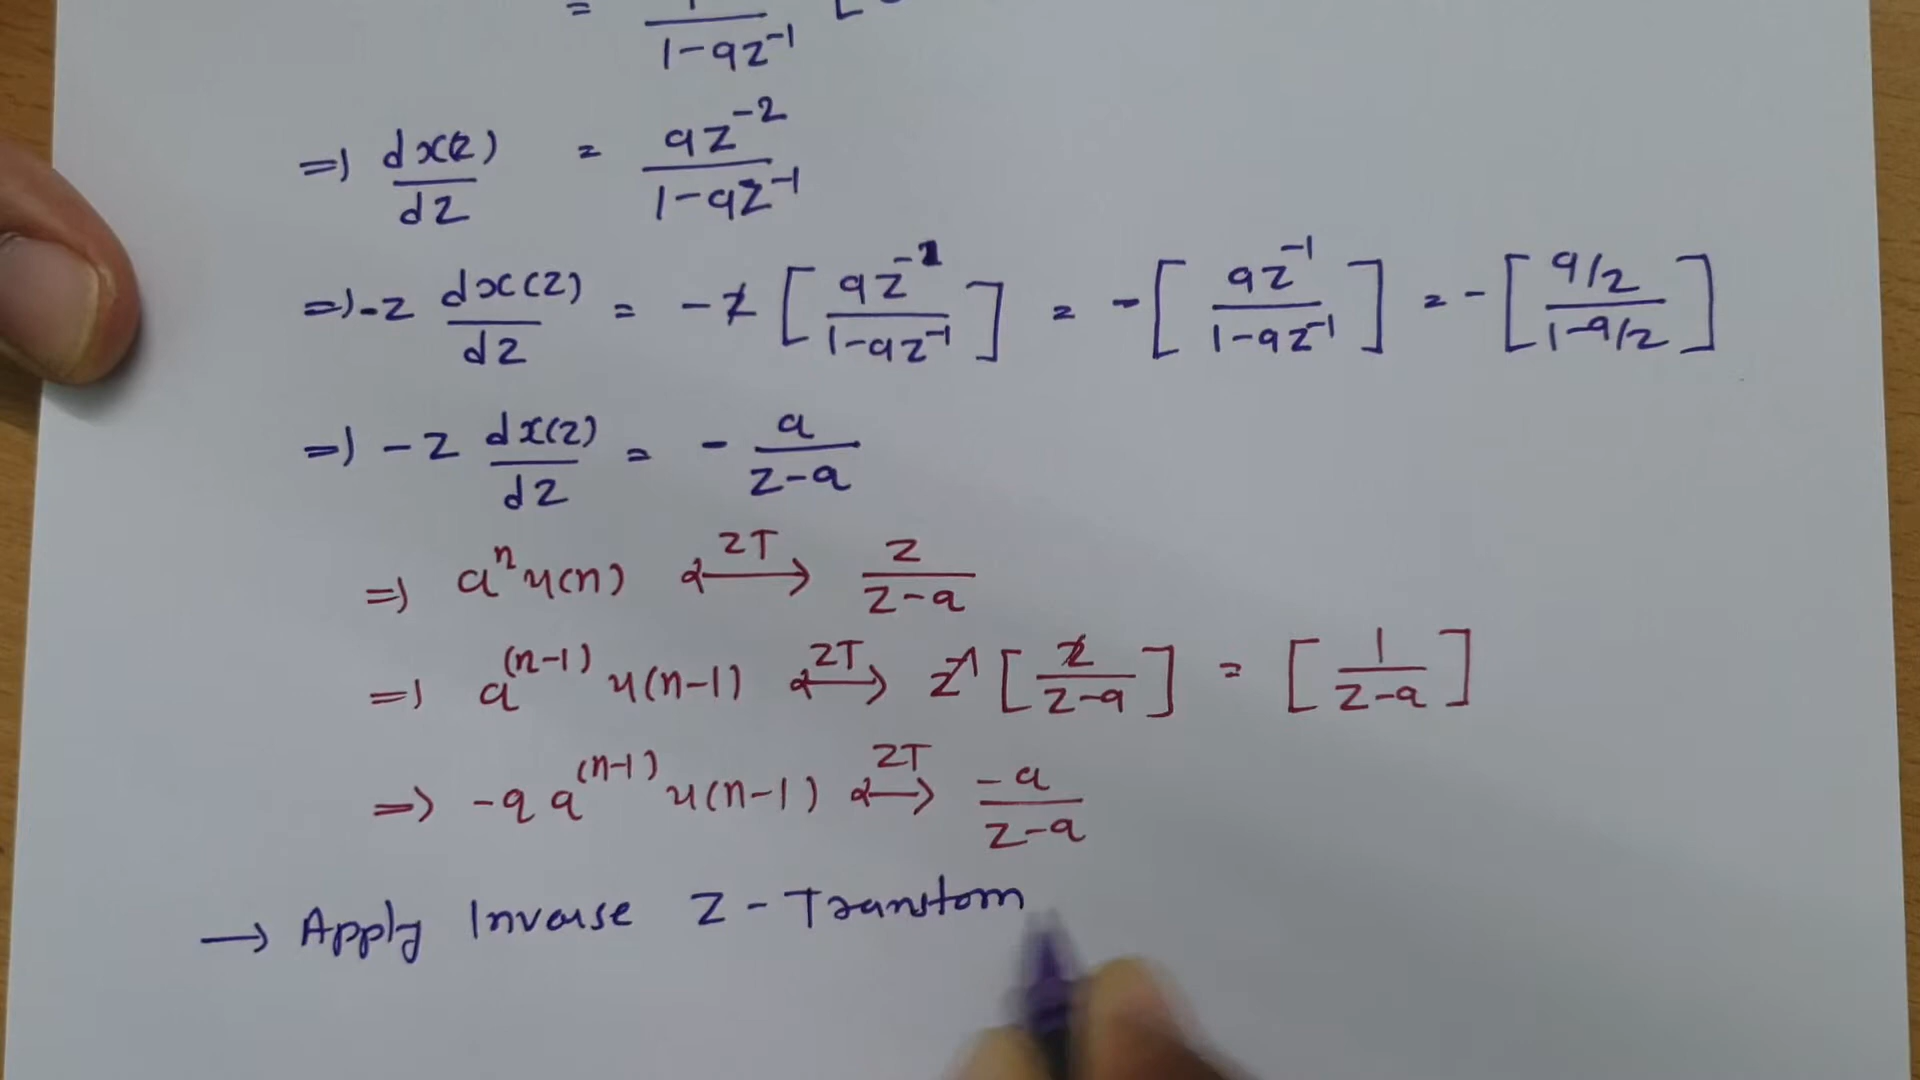 = 1/(1-az⁻¹) [
=> dx(z)/dz = az⁻²/(1-az⁻¹)
=> -z dx(z)/dz = -z [az⁻²/(1-az⁻¹)] = -[az⁻¹/(1-az⁻¹)] = -[a/z/(1-a/z)]
=> -z dx(z)/dz = - a/(z-a)
=> aⁿu(n) <-ZT-> z/(z-a)
=> a⁽ⁿ⁻¹⁾ u(n-1) <-ZT-> z⁻¹ [z/(z-a)] = [1/(z-a)]
=> -a a⁽ⁿ⁻¹⁾ u(n-1) <-ZT-> -a/(z-a)
→ Apply Inverse Z-Transform